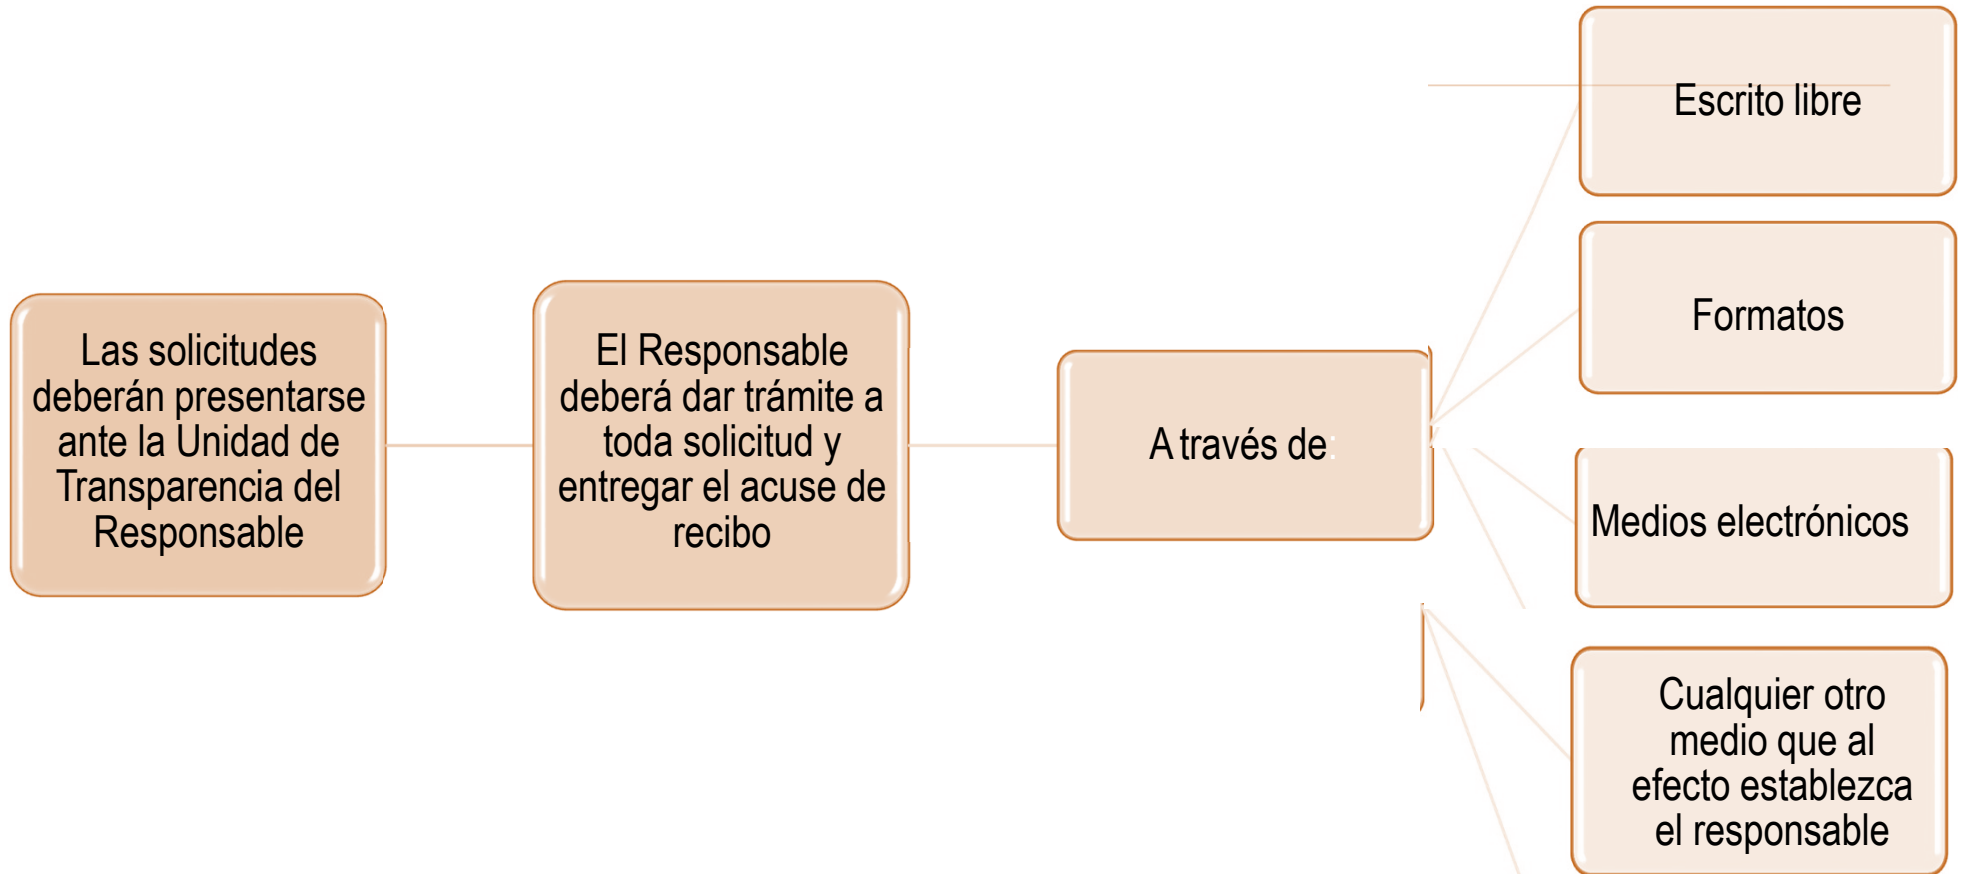 Las solicitudes
deberán presentarse
ante la Unidad de
Transparencia del
Responsable
El Responsable
deberá dar trámite a
toda solicitud y
entregar el acuse de
recibo
A través de:
Escrito libre
Formatos
Medios electrónicos
Cualquier otro
medio que al
efecto establezca
el responsable